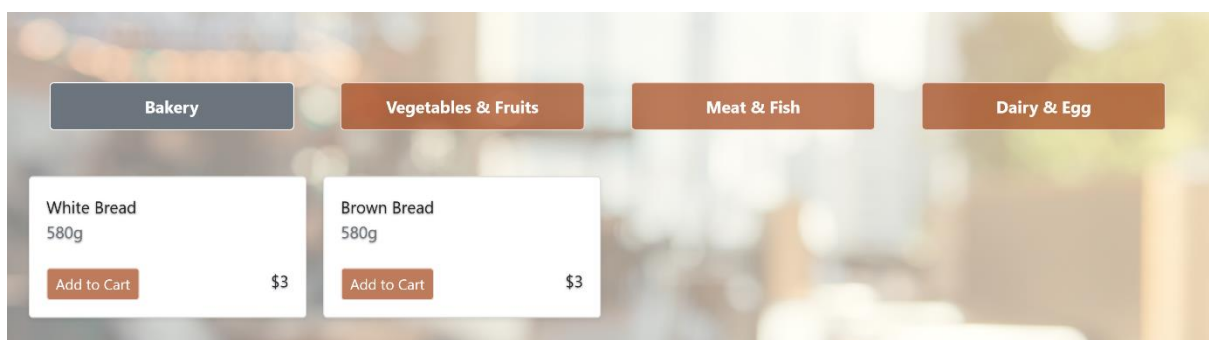 Bakery
Vegetables & Fruits
Meat & Fish
Dairy & Egg
White Bread
580g
Add to Cart
$3
Brown Bread
580g
Add to Cart
$3